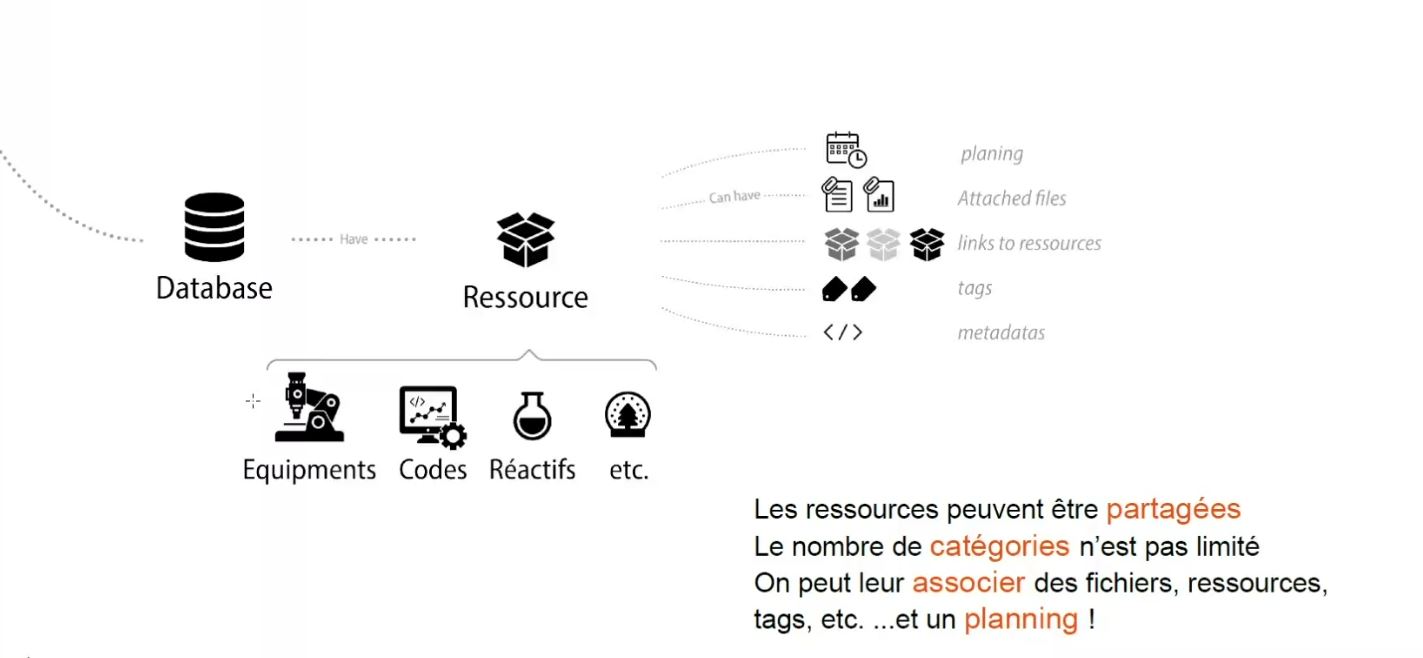 planing
Can have
Attached files
Have
links to ressources
Database
Ressource
tags
metadatas
</>
Equipments
Codes
Réactifs
etc.
Les ressources peuvent être partagées
Le nombre de catégories n'est pas limité
On peut leur associer des fichiers, ressources,
tags, etc. ...et un planning !